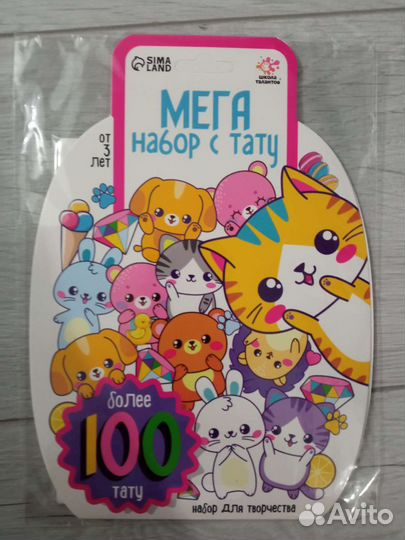 SIMA
LAND
школа
талантов
МЕГА
набор с тату
от
3
лет
более
100
тату
набор для творчества
Avito